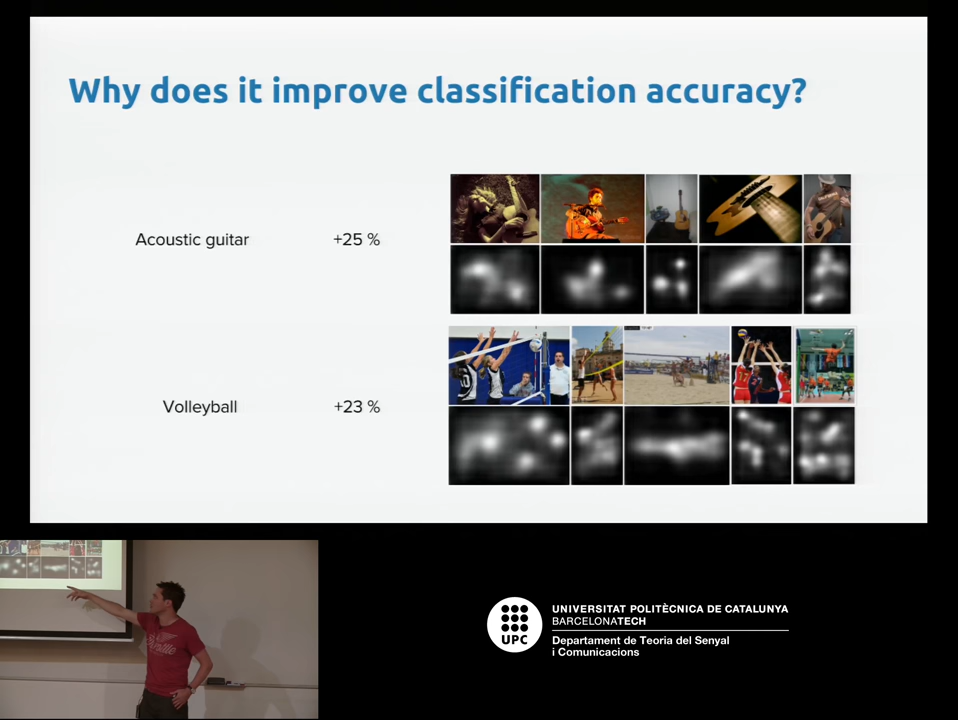 Why does it improve classification accuracy?
Acoustic guitar
+25 %
Volleyball
+23 %
UPC
UNIVERSITAT POLITÈCNICA DE CATALUNYA
BARCELONATECH
Departament de Teoria del Senyal
i Comunicacions